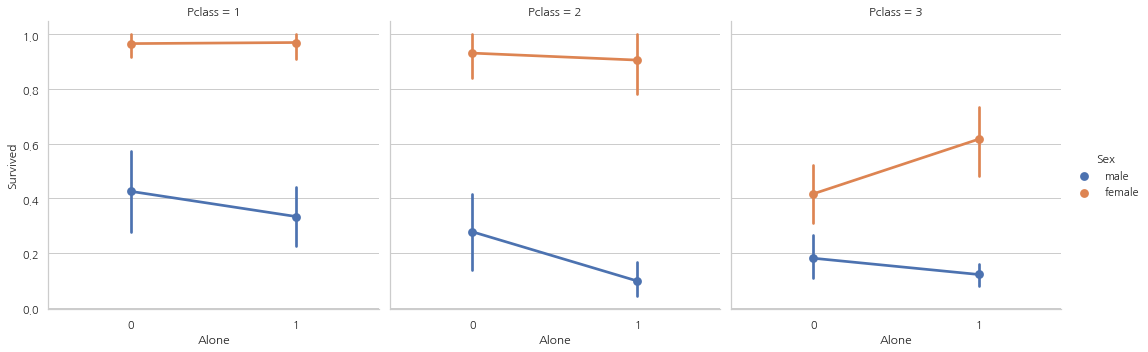 Pclass = 1
Pclass = 2
Pclass = 3
Survived
1.0
0.8
0.6
0.4
0.2
0.0
0 1
0 1
0 1
Alone
Alone
Alone
Sex
male
female